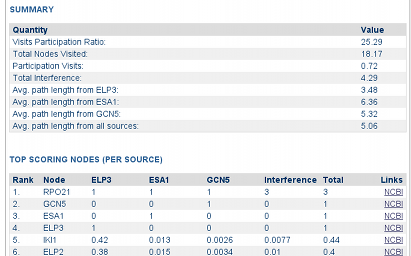 SUMMARY
Quantity Value
Visits Participation Ratio: 25.29
Total Nodes Visited: 18.17
Participation Visits: 0.72
Total Interference: 4.29
Avg. path length from ELP3: 3.48
Avg. path length from ESA1: 6.36
Avg. path length from GCN5: 5.32
Avg. path length from all sources: 5.06
TOP SCORING NODES (PER SOURCE)
Rank Node ELP3 ESA1 GCN5 Interference Total Links
1. RPO21 1 1 1 3 3 NCBI
2. GCN5 0 0 1 0 1 NCBI
3. ESA1 0 1 0 0 1 NCBI
4. ELP3 1 0 0 0 1 NCBI
5. IKI1 0.42 0.013 0.0026 0.0077 0.44 NCBI
6. ELP2 0.38 0.015 0.0034 0.01 0.4 NCBI